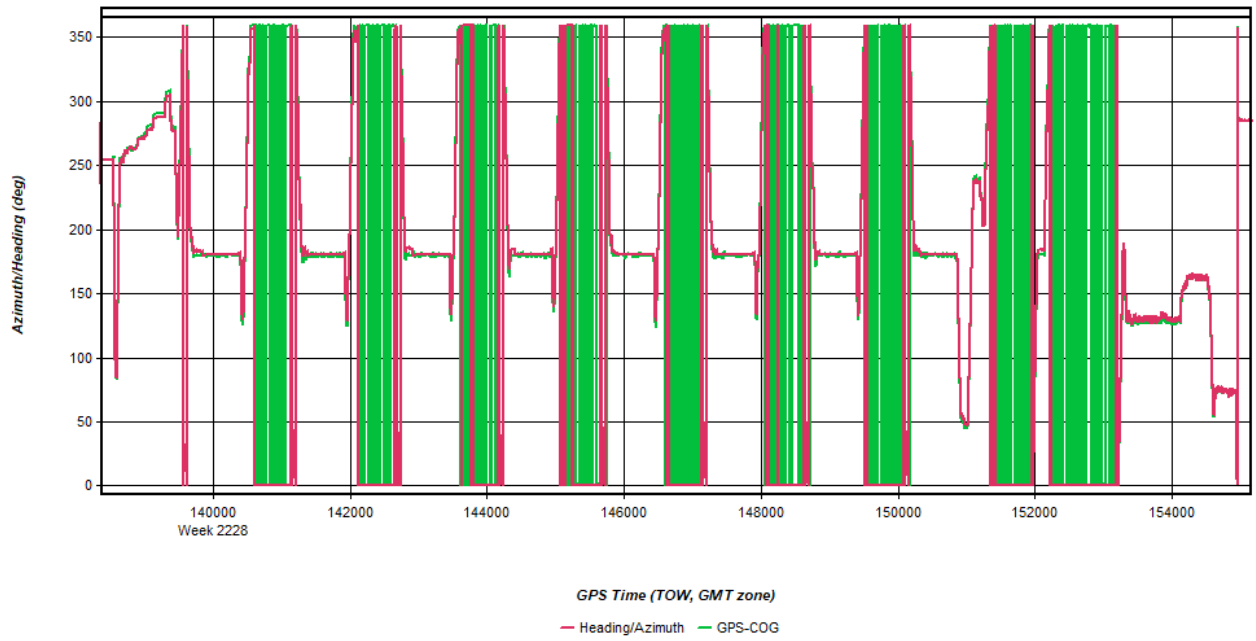 Azimuth/Heading (deg)
350
300
250
200
150
100
50
0
140000 142000 144000 146000 148000 150000 152000 154000
Week 2228
GPS Time (TOW, GMT zone)
Heading/Azimuth GPS-COG